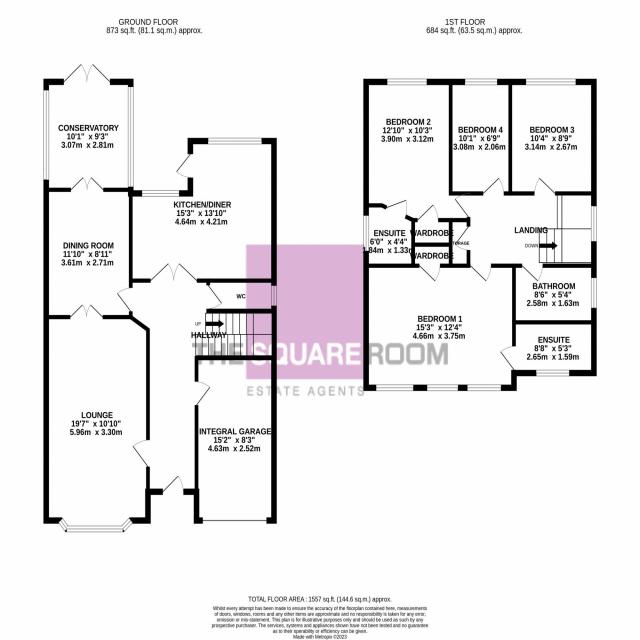 GROUND FLOOR
873 sq.ft. (81.1 sq.m.) approx.
1ST FLOOR
684 sq.ft. (63.5 sq.m.) approx.
CONSERVATORY
10'1" x 9'3"
3.07m x 2.81m
KITCHEN/DINER
15'3" x 13'10"
4.64m x 4.21m
DINING ROOM
11'10" x 8'11"
3.61m x 2.71m
WC
UP
HALLWAY
LOUNGE
19'7" x 10'10"
5.96m x 3.30m
INTEGRAL GARAGE
15'2" x 8'3"
4.63m x 2.52m
BEDROOM 2
12'10" x 10'3"
3.90m x 3.12m
BEDROOM 4
10'1" x 6'9"
3.08m x 2.06m
BEDROOM 3
10'4" x 8'9"
3.14m x 2.67m
ENSUITE
6'0" x 4'4"
1.84m x 1.33m
WARDROBE
WARDROBE
STORAGE
LANDING
DOWN
BATHROOM
8'6" x 5'4"
2.58m x 1.63m
BEDROOM 1
15'3" x 12'4"
4.66m x 3.75m
ENSUITE
8'8" x 5'3"
2.65m x 1.59m
THE SQUARE ROOM
ESTATE AGENTS
TOTAL FLOOR AREA : 1557 sq.ft. (144.6 sq.m.) approx.
Whilst every attempt has been made to ensure the accuracy of the floorplan contained here, measurements
of doors, windows, rooms and any other items are approximate and no responsibility is taken for any error,
omission or mis-statement. This plan is for illustrative purposes only and should be used as such by any
prospective purchaser. The services, systems and appliances shown have not been tested and no guarantee
as to their operability or efficiency can be given.
Made with Metropix ©2023